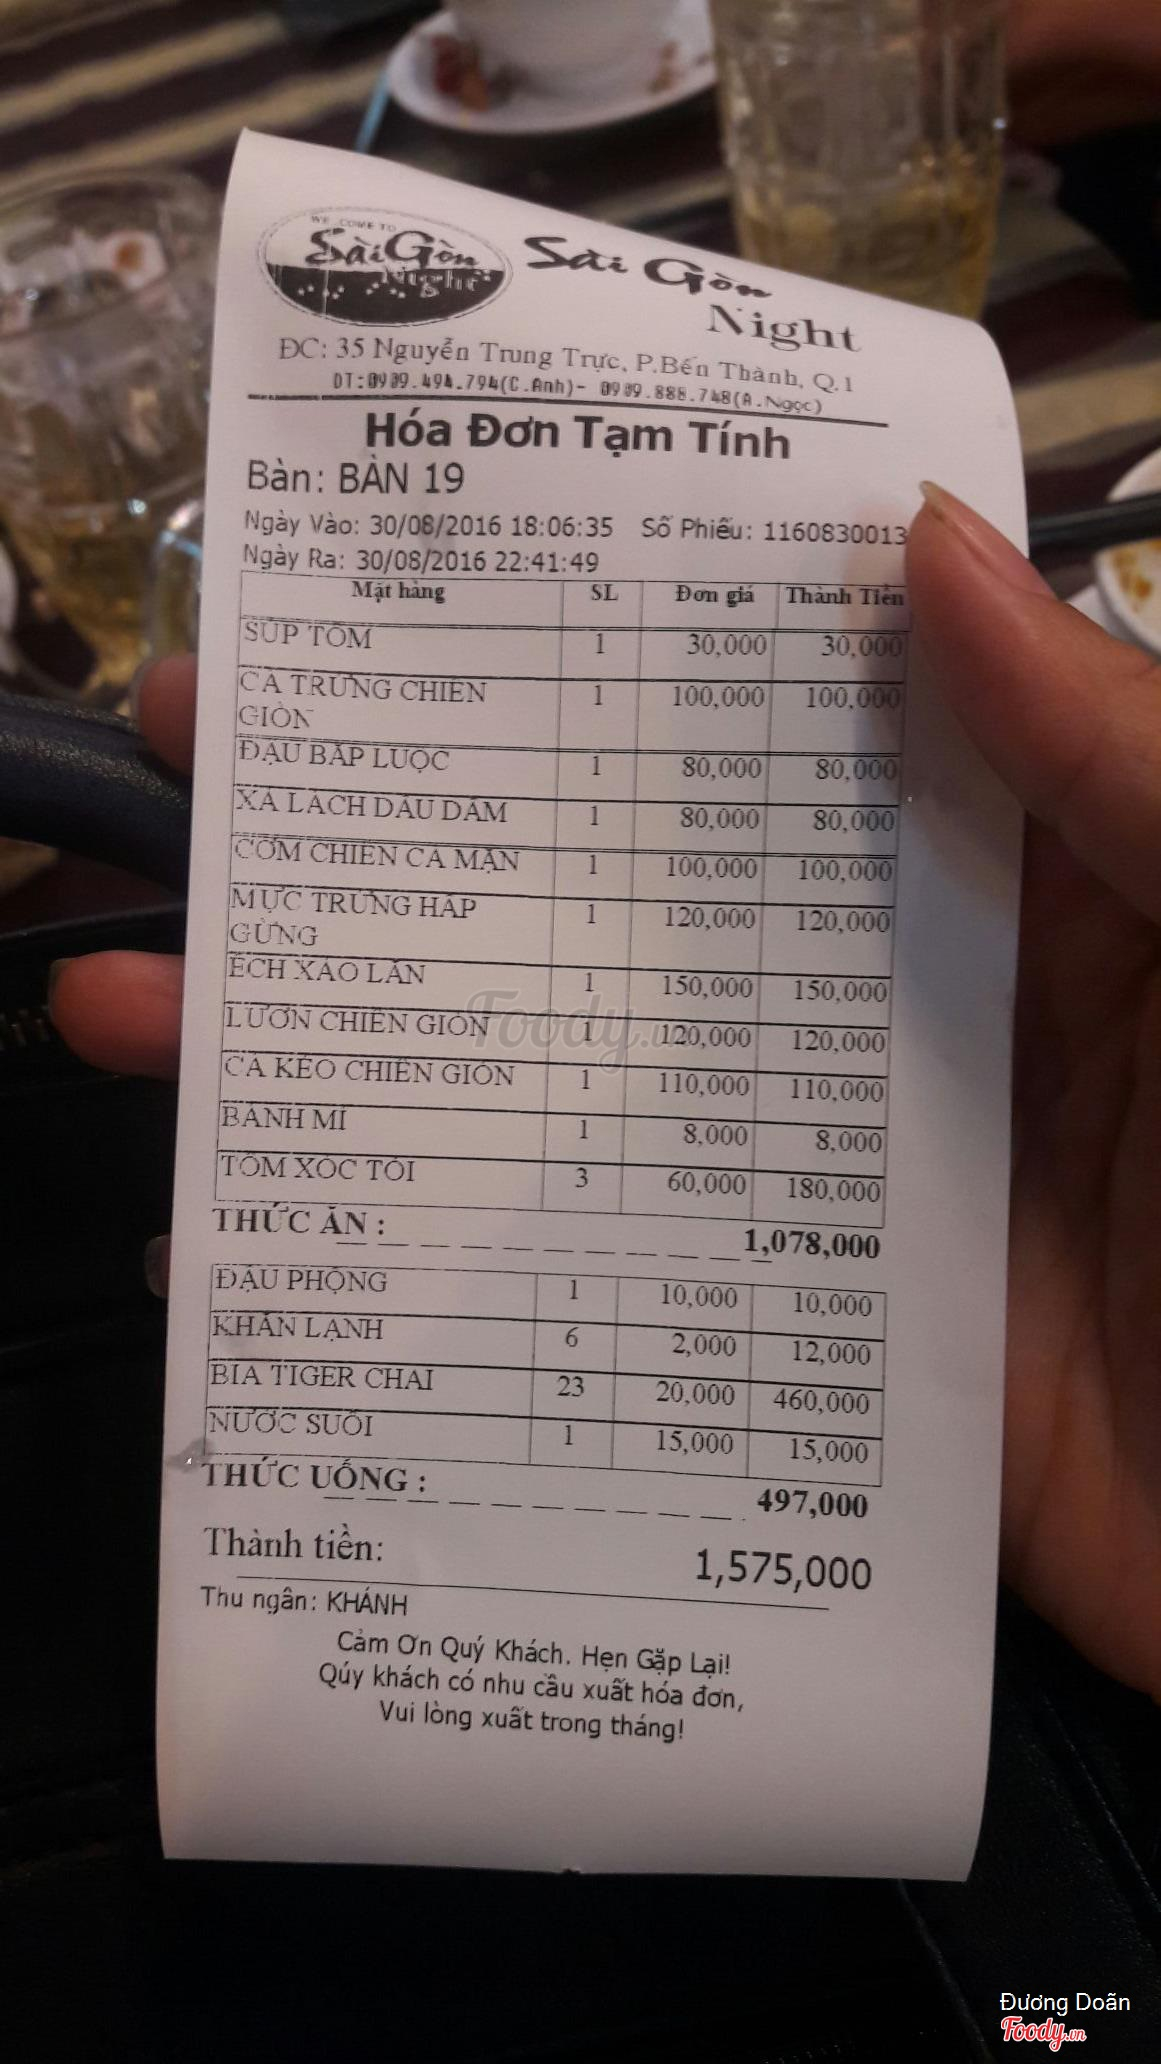 WELCOME TO
SàiGòn
Night
Sài Gòn
Night
ĐC: 35 Nguyễn Trung Trực, P.Bến Thành, Q.1
DT:0909.494.794(C.Anh)- 0909.888.748(A.Ngọc)
Hóa Đơn Tạm Tính
Bàn: BÀN 19
Ngày Vào: 30/08/2016 18:06:35 Số Phiếu: 1160830013
Ngày Ra: 30/08/2016 22:41:49
Mặt hàng SL Đơn giá Thành Tiền
SÚP TÔM 1 30,000 30,000
CÁ TRỨNG CHIÊN 1 100,000 100,000
GIÒN
ĐẬU BẮP LUỘC 1 80,000 80,000
XÀ LÁCH DẦU DẤM 1 80,000 80,000
CƠM CHIÊN CÁ MẶN 1 100,000 100,000
MỰC TRỨNG HẤP 1 120,000 120,000
GỪNG
ẾCH XÀO LĂN 1 150,000 150,000
LƯƠN CHIÊN GIÒN 1 120,000 120,000
CÁ KÈO CHIÊN GIÒN 1 110,000 110,000
BÁNH MÌ 1 8,000 8,000
TÔM XÓC TỎI 3 60,000 180,000
THỨC ĂN : 1,078,000
ĐẬU PHỘNG 1 10,000 10,000
KHĂN LẠNH 6 2,000 12,000
BIA TIGER CHAI 23 20,000 460,000
NƯỚC SUỐI 1 15,000 15,000
THỨC UỐNG : 497,000
Thành tiền: 1,575,000
Thu ngân: KHÁNH
Cảm Ơn Quý Khách. Hẹn Gặp Lại!
Qúy khách có nhu cầu xuất hóa đơn,
Vui lòng xuất trong tháng!
Foody.vn
Đương Doãn
Foody.vn